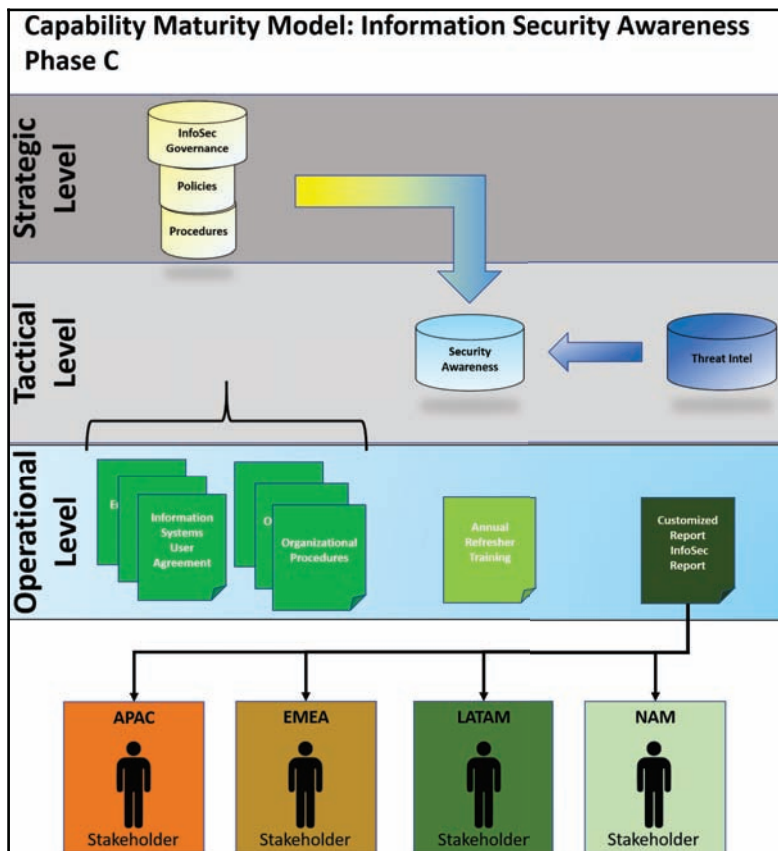 Capability Maturity Model: Information Security Awareness
Phase C
Strategic
Level
InfoSec
Governance
Policies
Procedures
Tactical
Level
Security
Awareness
Threat Intel
Operational
Level
Information
Systems
User
Agreement
Organizational
Procedures
Annual
Refresher
Training
Customized
Report
InfoSec
Report
APAC
Stakeholder
EMEA
Stakeholder
LATAM
Stakeholder
NAM
Stakeholder